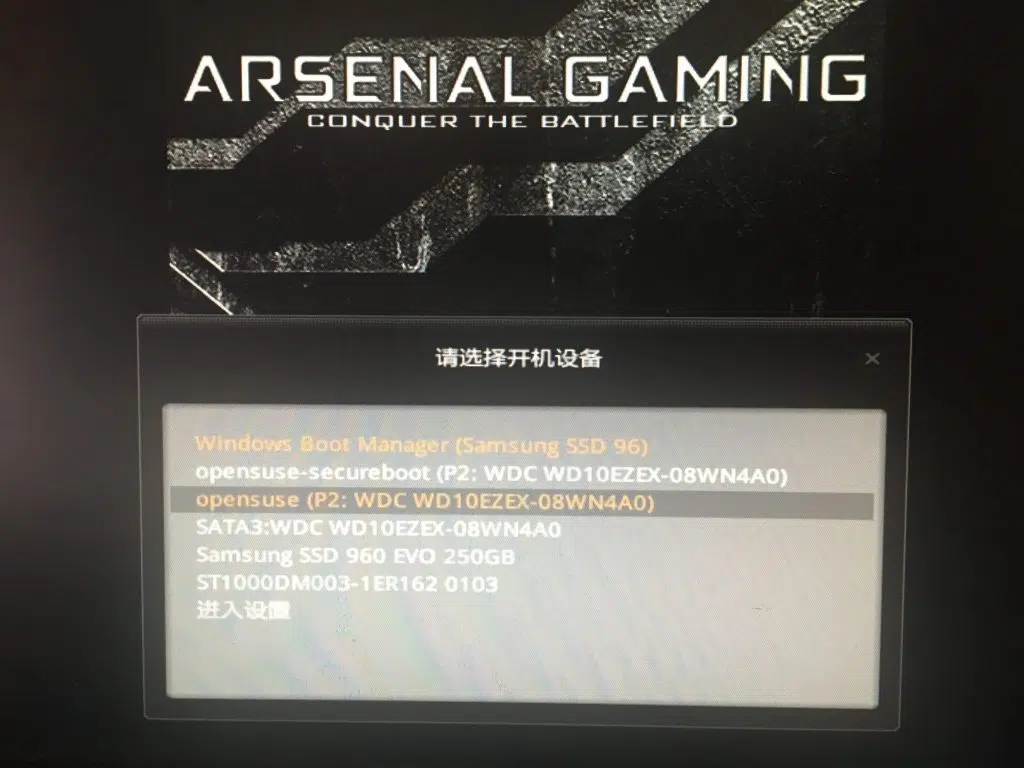 ARSENAL GAMING
CONQUER THE BATTLEFIELD
请选择开机设备
Windows Boot Manager (Samsung SSD 96)
opensuse-secureboot (P2: WDC WD10EZEX-08WN4A0)
opensuse (P2: WDC WD10EZEX-08WN4A0)
SATA3:WDC WD10EZEX-08WN4A0
Samsung SSD 960 EVO 250GB
ST1000DM003-1ER162 0103
进入设置